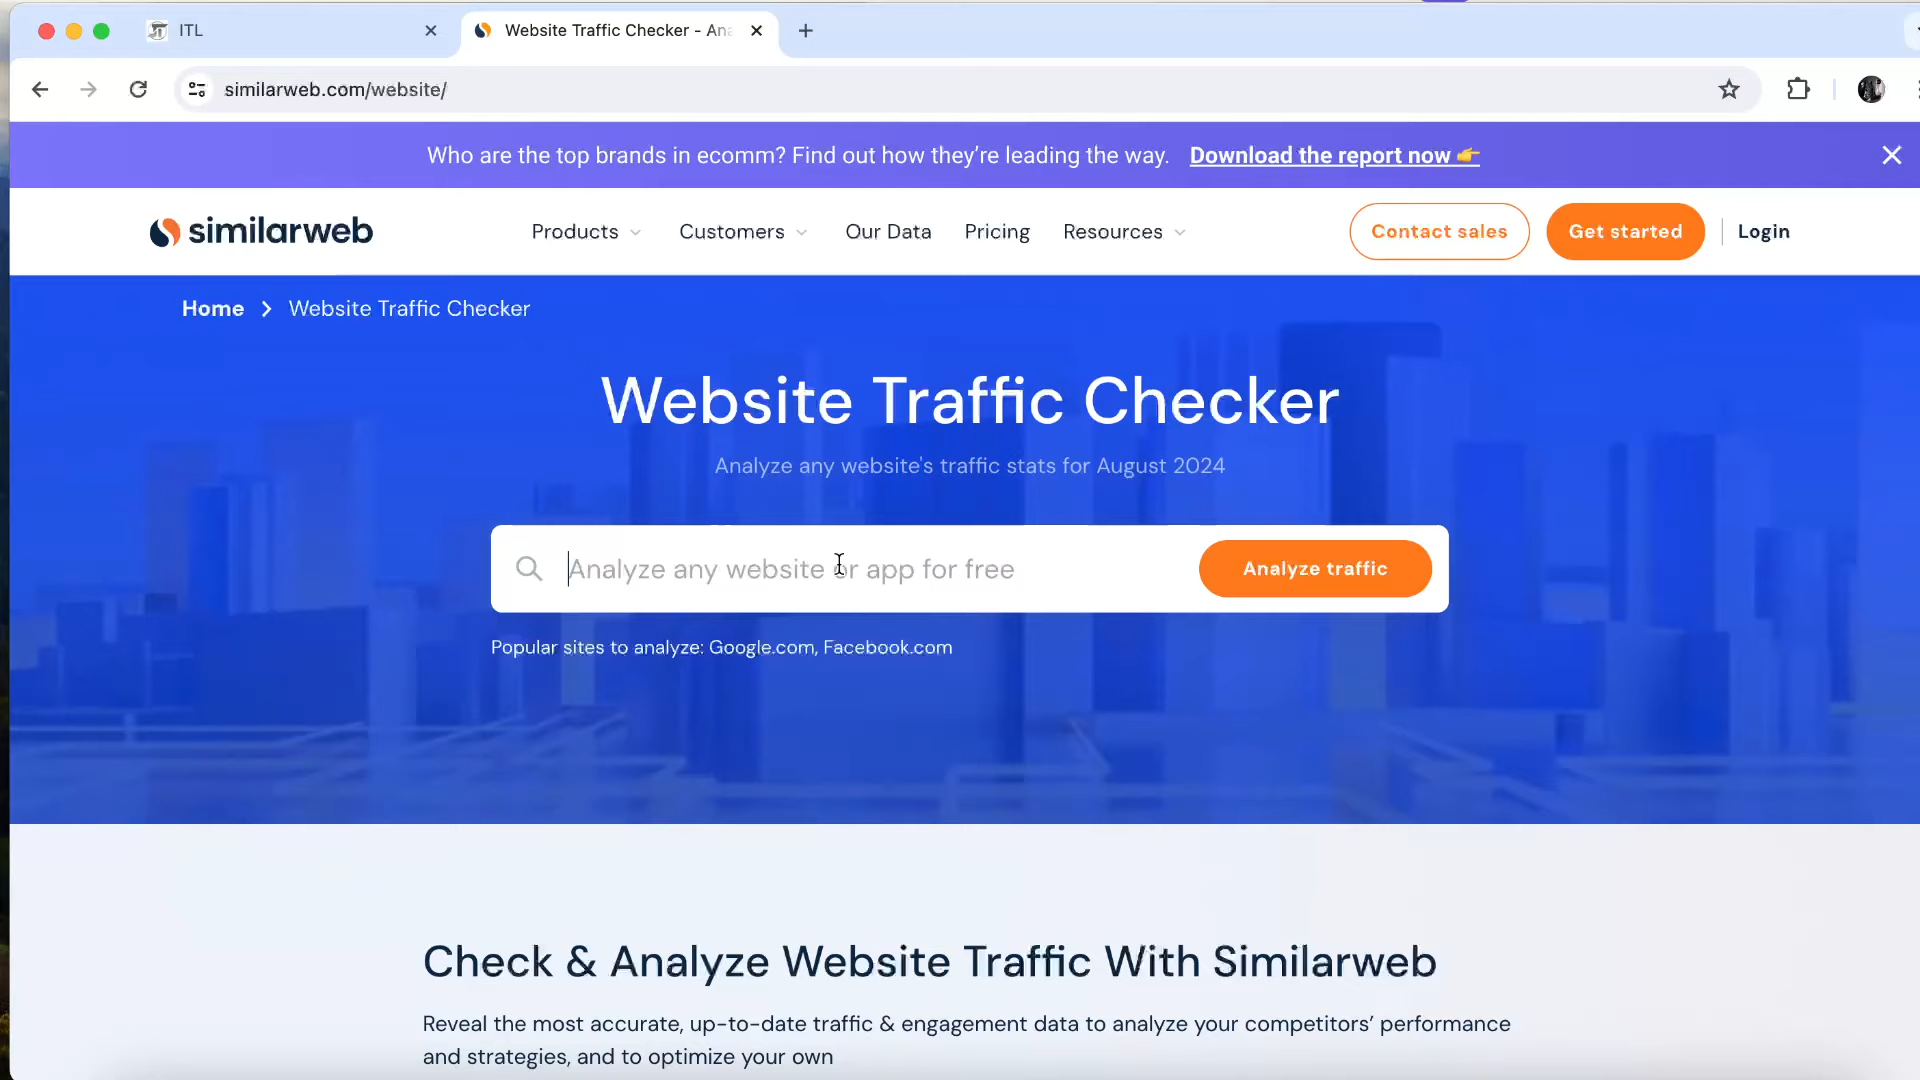 ITL
Website Traffic Checker - Ana
similarweb.com/website/
Who are the top brands in ecomm? Find out how they’re leading the way. Download the report now 👉
similarweb
Products Customers Our Data Pricing Resources Contact sales Get started Login
Home Website Traffic Checker
Website Traffic Checker
Analyze any website's traffic stats for August 2024
Analyze any website or app for free Analyze traffic
Popular sites to analyze: Google.com, Facebook.com
Check & Analyze Website Traffic With Similarweb
Reveal the most accurate, up-to-date traffic & engagement data to analyze your competitors’ performance
and strategies, and to optimize your own